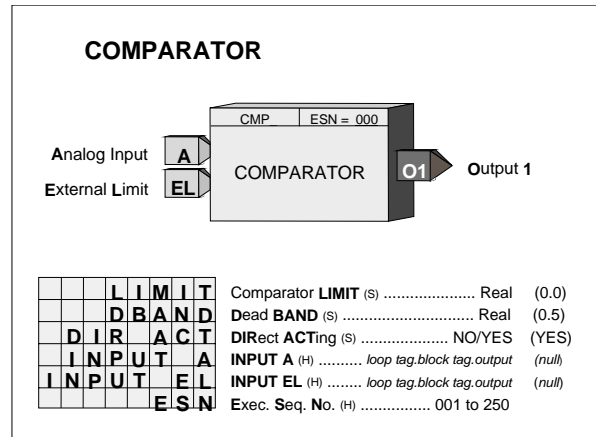 COMPARATOR
CMP_ ESN = 000
Analog Input A
External Limit EL
COMPARATOR
O1 Output 1
LIMIT Comparator LIMIT (S) ..................... Real (0.0)
DBAND Dead BAND (S) ................................ Real (0.5)
DIR ACT DIRect ACTing (S) .................... NO/YES (YES)
INPUT A INPUT A (H) ......... loop tag.block tag.output (null)
INPUT EL INPUT EL (H) ....... loop tag.block tag.output (null)
ESN Exec. Seq. No. (H) ................ 001 to 250